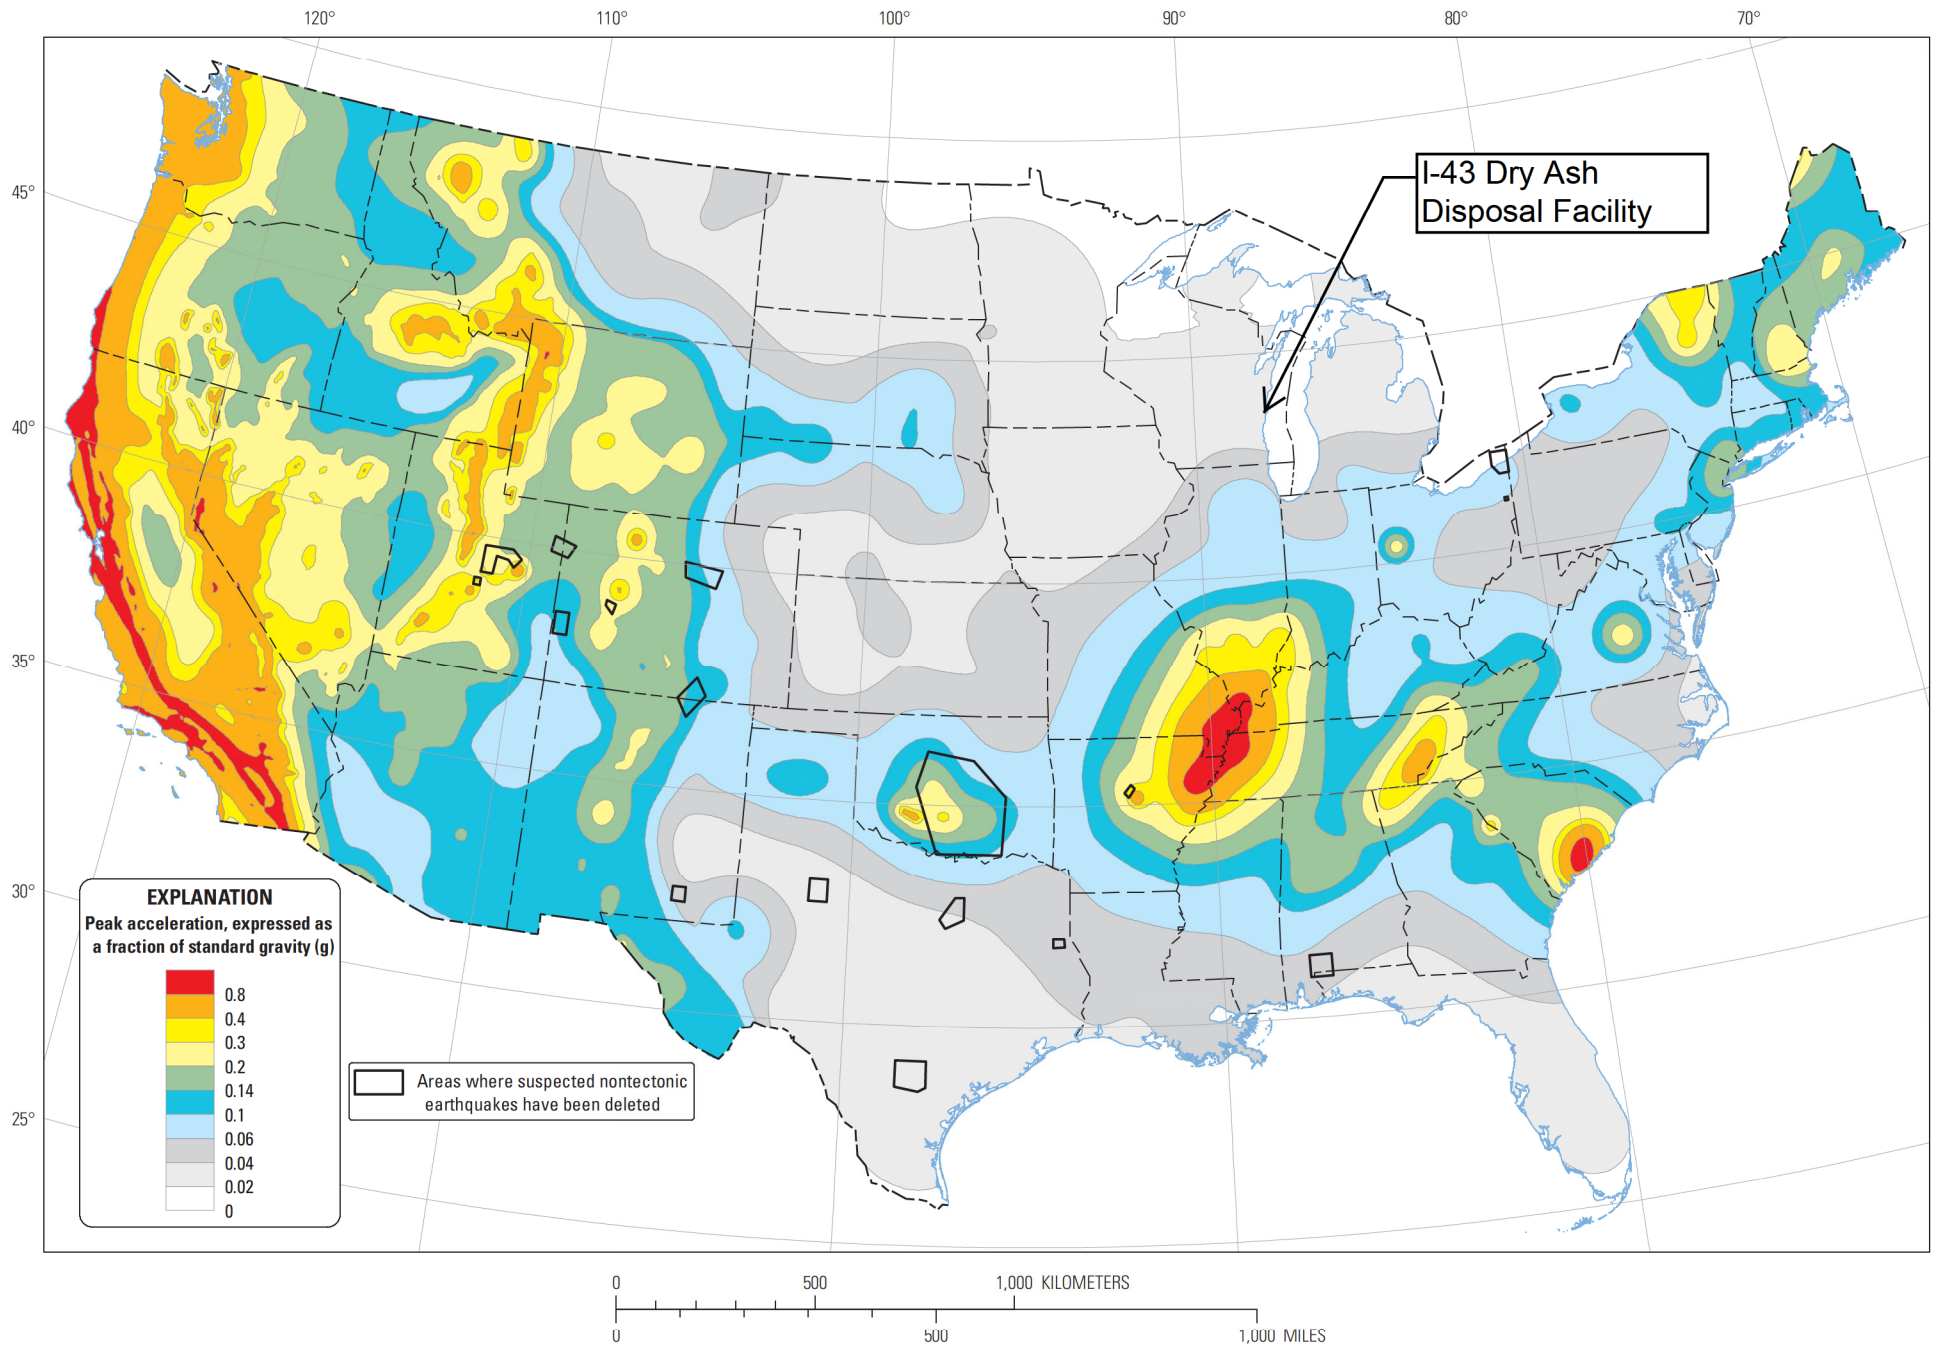 120°
110°
100°
90°
80°
70°
45°
40°
35°
30°
25°
I-43 Dry Ash
Disposal Facility
EXPLANATION
Peak acceleration, expressed as
a fraction of standard gravity (g)
0.8
0.4
0.3
0.2
0.14
0.1
0.06
0.04
0.02
0
Areas where suspected nontectonic
earthquakes have been deleted
0 500 1,000 KILOMETERS
0 500 1,000 MILES